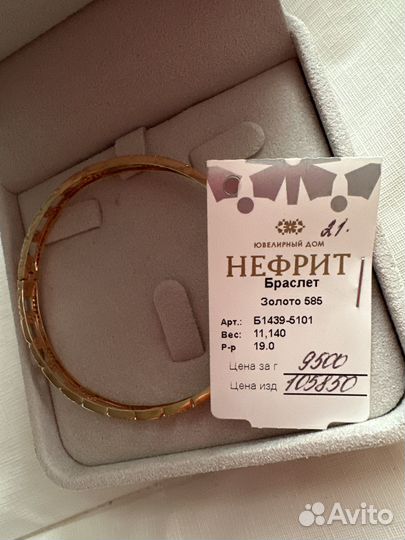 21.
ЮВЕЛИРНЫЙ ДОМ
НЕФРИТ
Браслет
Золото 585
Арт.: Б1439-5101
Вес: 11,140
Р-р 19.0
Цена за г 9500
Цена изд 105850
Avito